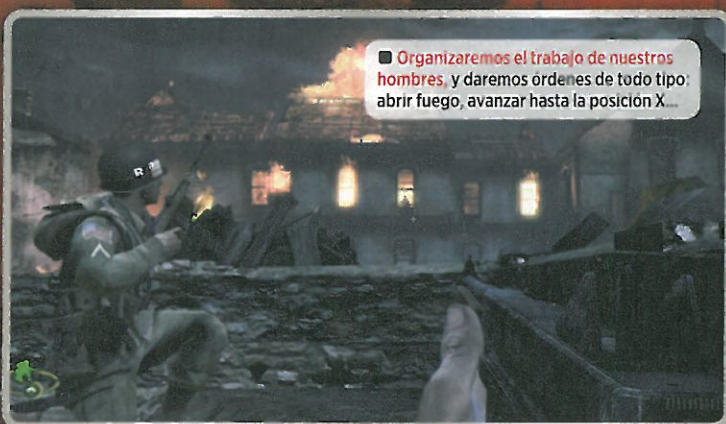 ■ Organizaremos el trabajo de nuestros
hombres, y daremos órdenes de todo tipo:
abrir fuego, avanzar hasta la posición X...
R